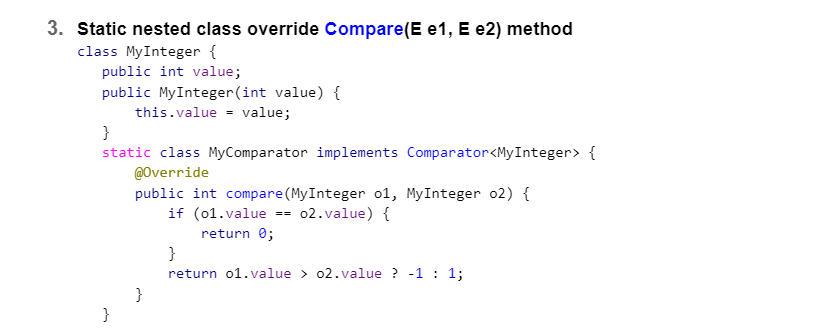 3. Static nested class override Compare(E e1, E e2) method
class MyInteger {
public int value;
public MyInteger(int value) {
this.value = value;
}
static class MyComparator implements Comparator<MyInteger> {
@Override
public int compare(MyInteger o1, MyInteger o2) {
if (o1.value == o2.value) {
return 0;
}
return o1.value > o2.value ? -1 : 1;
}
}